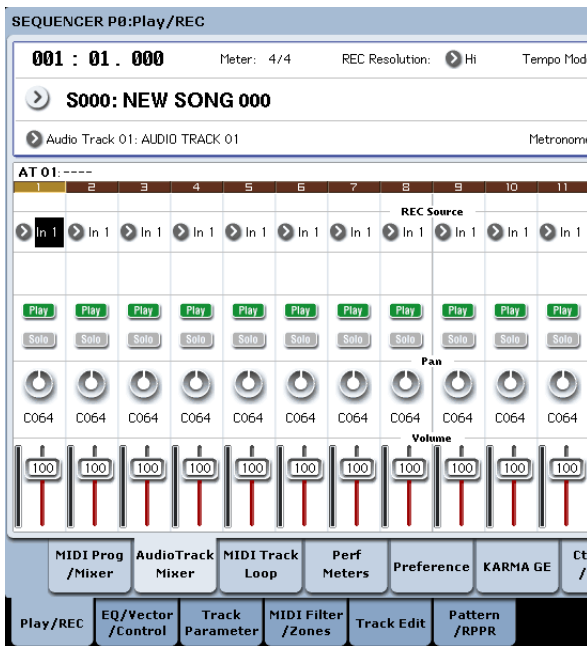 SEQUENCER P0:Play/REC
001 : 01 . 000 Meter: 4/4 REC Resolution: Hi Tempo Mod
S000: NEW SONG 000
Audio Track 01: AUDIO TRACK 01 Metronome
AT 01:----
1 2 3 4 5 6 7 8 9 10 11
REC Source
In 1 In 1 In 1 In 1 In 1 In 1 In 1 In 1 In 1 In 1 In 1
Play Play Play Play Play Play Play Play Play Play Play
Solo Solo Solo Solo Solo Solo Solo Solo Solo Solo Solo
Pan
C064 C064 C064 C064 C064 C064 C064 C064 C064 C064 C064
Volume
100 100 100 100 100 100 100 100 100 100 100
MIDI Prog /Mixer AudioTrack Mixer MIDI Track Loop Perf Meters Preference KARMA GE Ct /
Play/REC EQ/Vector /Control Track Parameter MIDI Filter /Zones Track Edit Pattern /RPPR